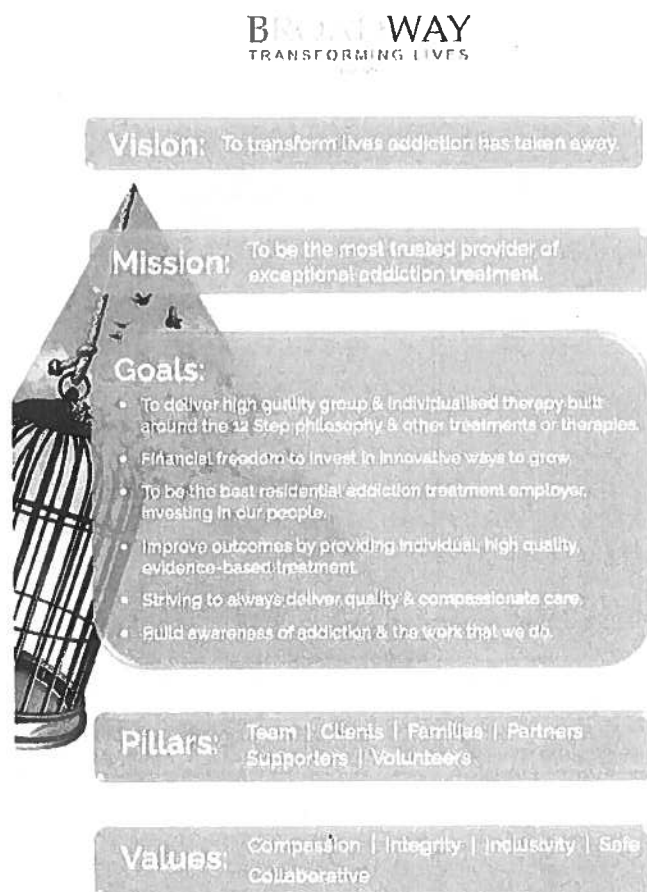 BROADWAY
TRANSFORMING LIVES
Vision: To transform lives addiction has taken away.
Mission: To be the most trusted provider of
exceptional addiction treatment.
Goals:
• To deliver high quality group & individualised therapy built
around the 12 Step philosophy & other treatments or therapies.
• Financial freedom to invest in innovative ways to grow.
• To be the best residential addiction treatment employer,
investing in our people.
• Improve outcomes by providing individual, high quality,
evidence-based treatment.
• Striving to always deliver quality & compassionate care.
• Build awareness of addiction & the work that we do.
Pillars: Team | Clients | Families | Partners
Supporters | Volunteers
Values: Compassion | Integrity | Inclusivity | Safe
Collaborative